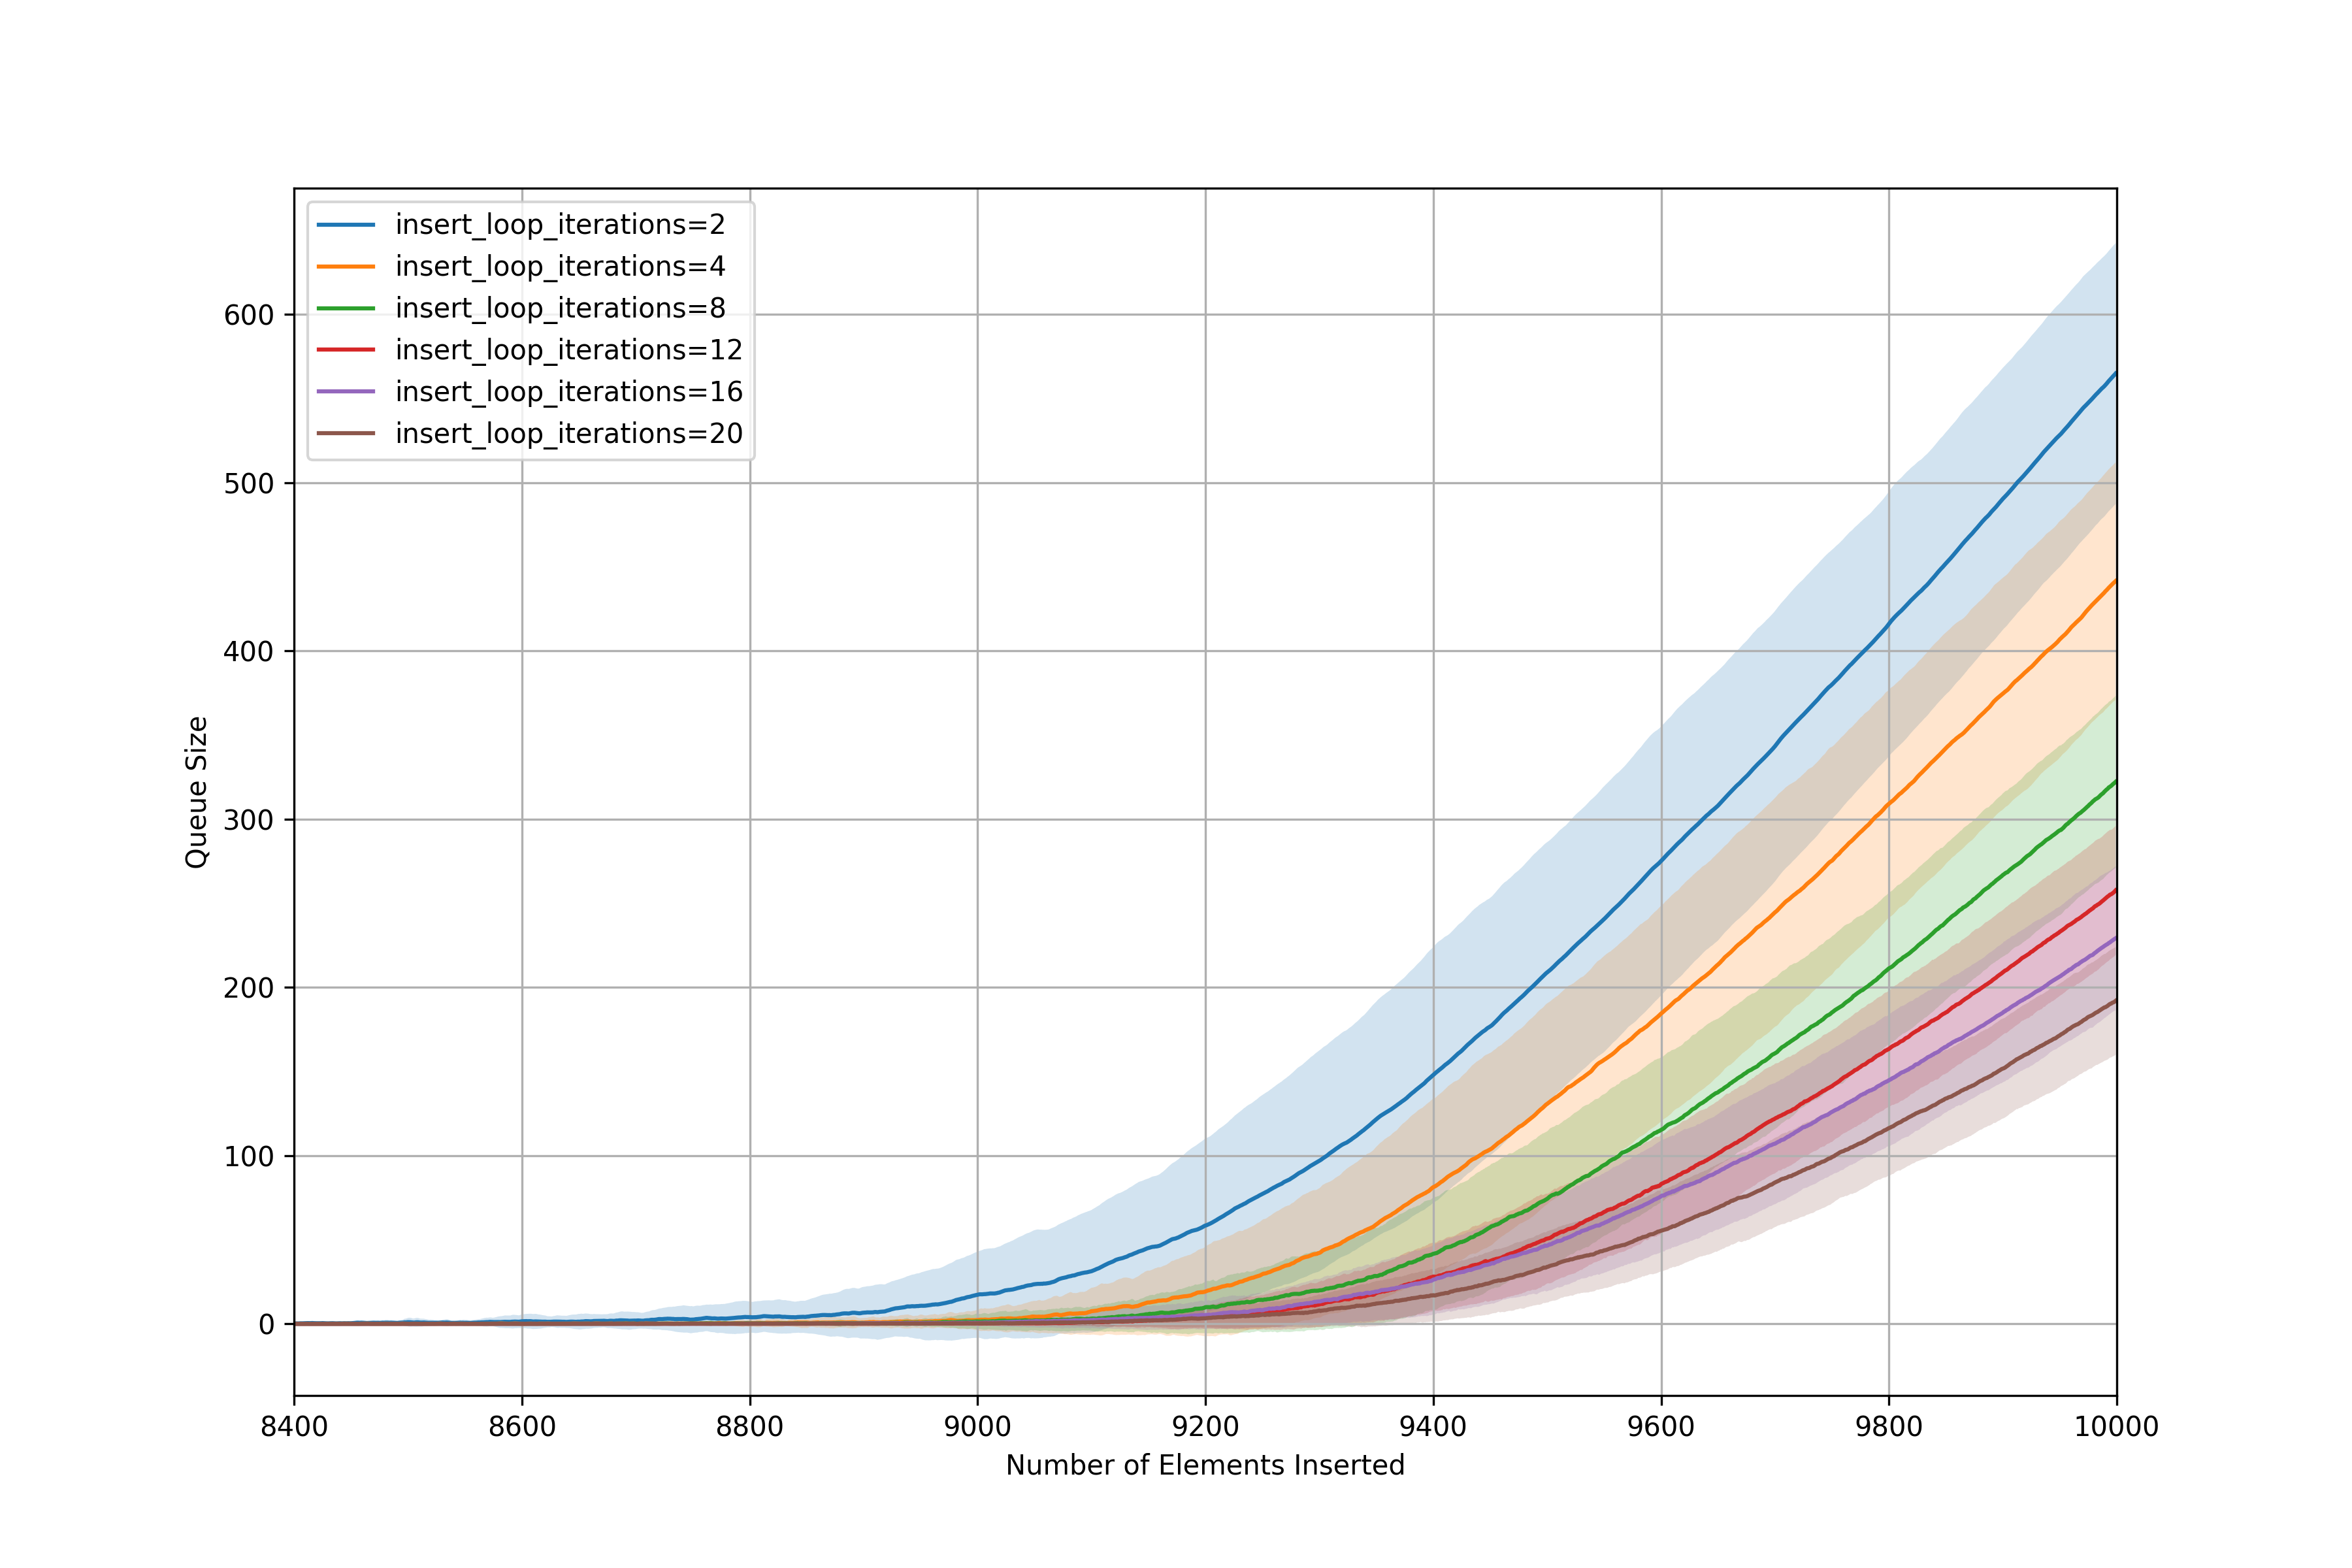 insert_loop_iterations=2
insert_loop_iterations=4
insert_loop_iterations=8
insert_loop_iterations=12
insert_loop_iterations=16
insert_loop_iterations=20
600
500
400
300
200
100
0
Queue Size
8400 8600 8800 9000 9200 9400 9600 9800 10000
Number of Elements Inserted